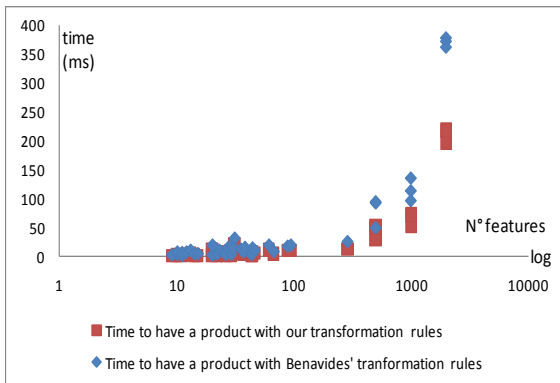 400
350
300
250
200
150
100
50
0
time
(ms)
N° features
log
1
10
100
1000
10000
Time to have a product with our transformation rules
Time to have a product with Benavides' tranformation rules